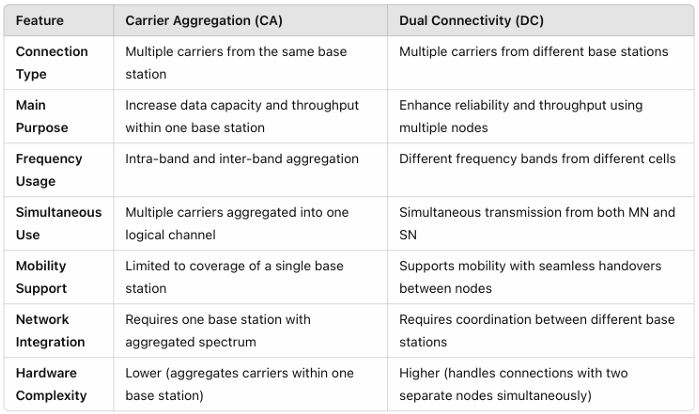 Feature Carrier Aggregation (CA) Dual Connectivity (DC)
Connection Type
Multiple carriers from the same base station
Multiple carriers from different base stations
Main Purpose
Increase data capacity and throughput within one base station
Enhance reliability and throughput using multiple nodes
Frequency Usage
Intra-band and inter-band aggregation
Different frequency bands from different cells
Simultaneous Use
Multiple carriers aggregated into one logical channel
Simultaneous transmission from both MN and SN
Mobility Support
Limited to coverage of a single base station
Supports mobility with seamless handovers between nodes
Network Integration
Requires one base station with aggregated spectrum
Requires coordination between different base stations
Hardware Complexity
Lower (aggregates carriers within one base station)
Higher (handles connections with two separate nodes simultaneously)